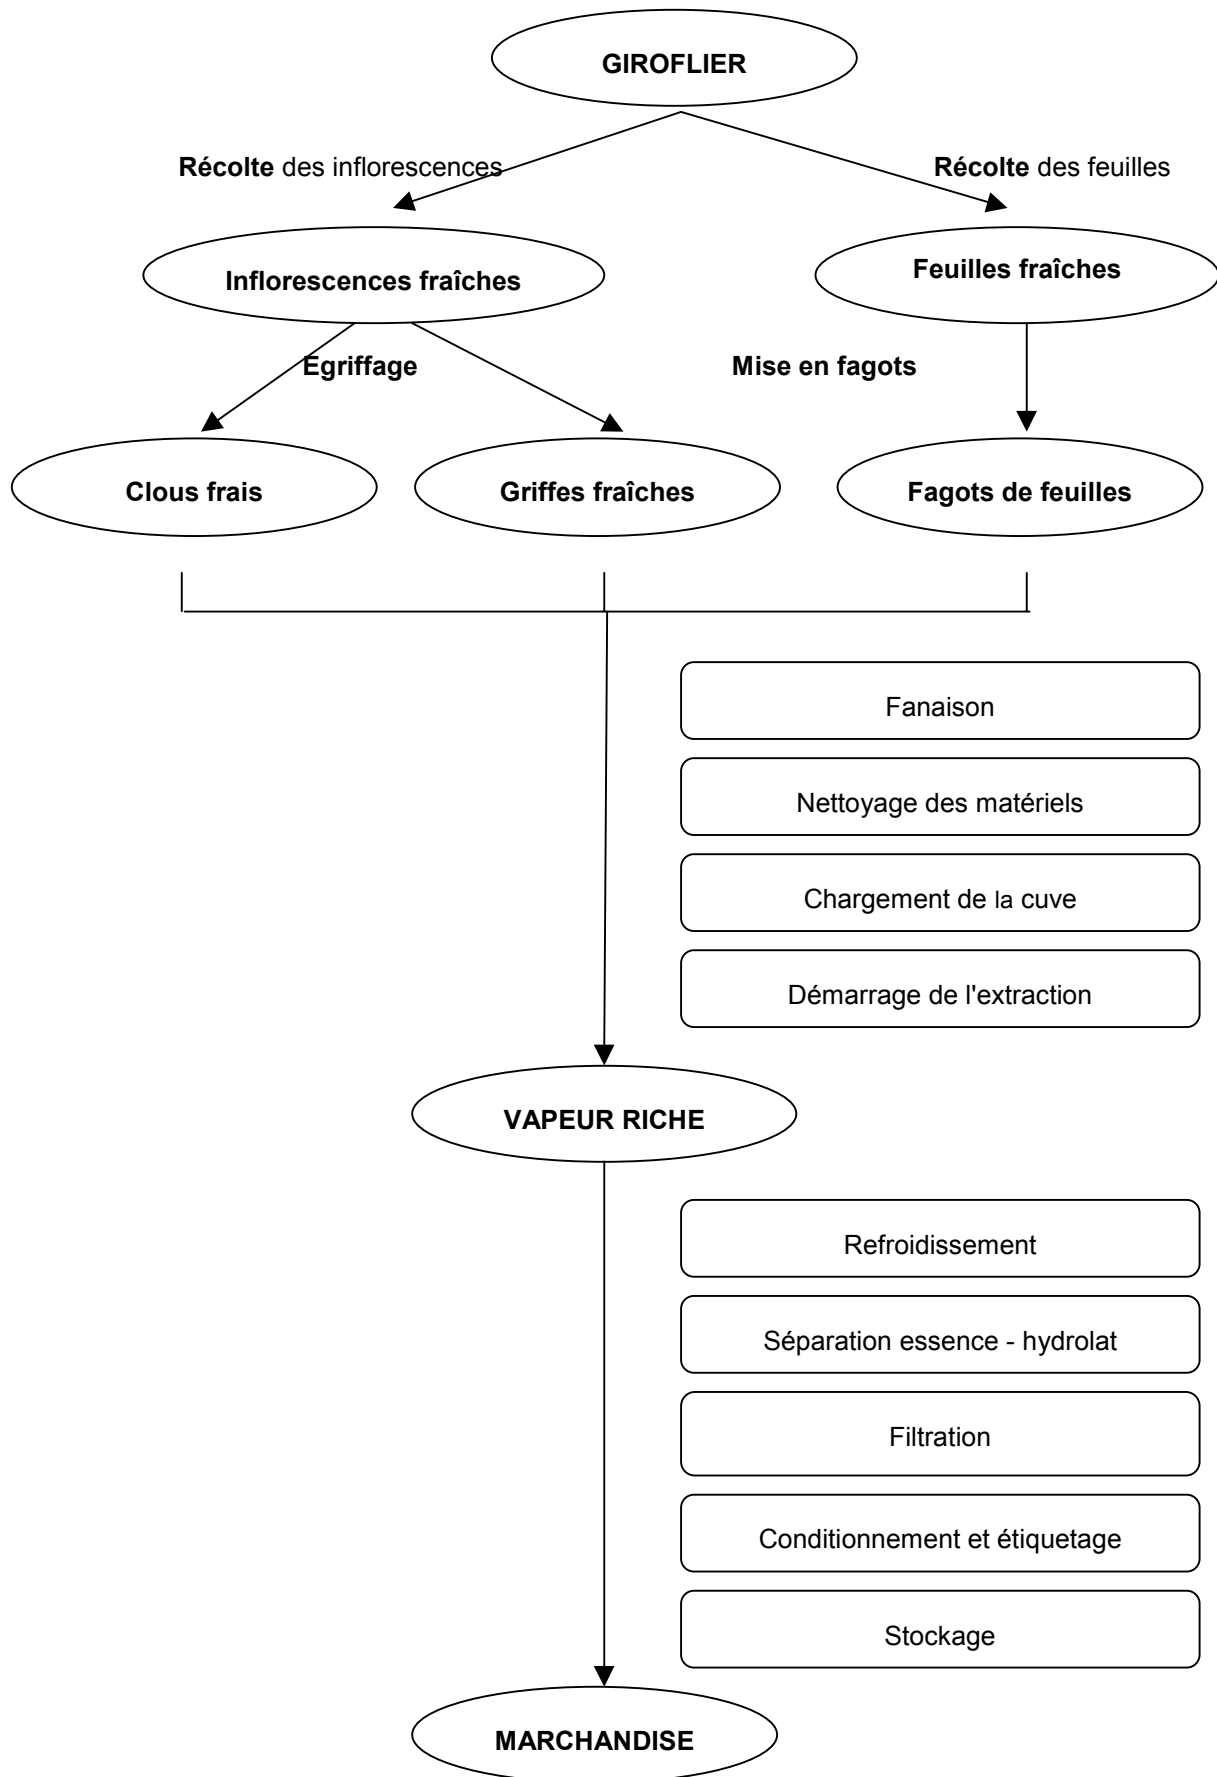 GIROFLIER
Récolte des inflorescences
Récolte des feuilles
Inflorescences fraîches
Feuilles fraîches
Egriffage
Mise en fagots
Clous frais
Griffes fraîches
Fagots de feuilles
Fanaison
Nettoyage des matériels
Chargement de la cuve
Démarrage de l'extraction
VAPEUR RICHE
Refroidissement
Séparation essence - hydrolat
Filtration
Conditionnement et étiquetage
Stockage
MARCHANDISE